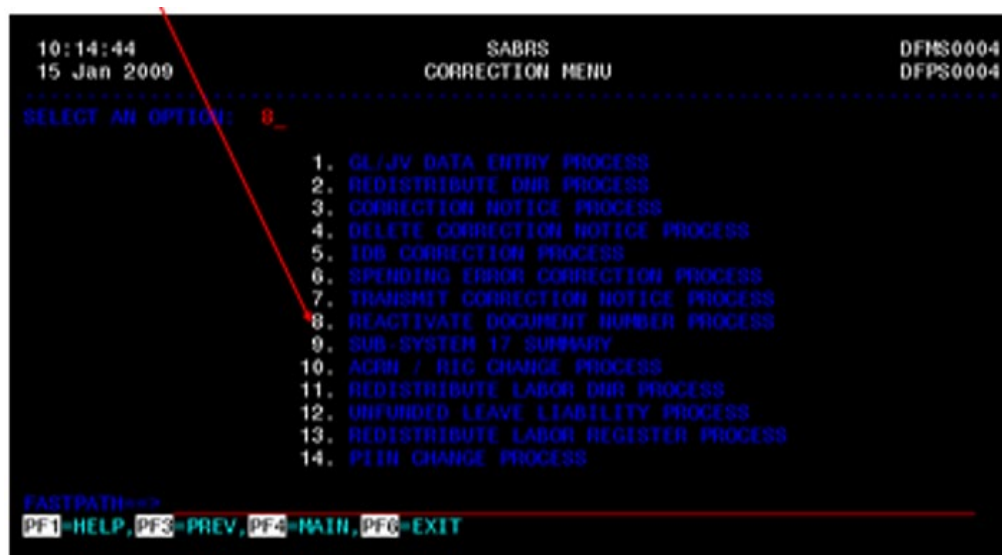 10:14:44 SABRS DFMS0004
15 Jan 2009 CORRECTION MENU DFPS0004
SELECT AN OPTION: 8_
1. GL/JV DATA ENTRY PROCESS
2. REDISTRIBUTE DNR PROCESS
3. CORRECTION NOTICE PROCESS
4. DELETE CORRECTION NOTICE PROCESS
5. IDB CORRECTION PROCESS
6. SPENDING ERROR CORRECTION PROCESS
7. TRANSMIT CORRECTION NOTICE PROCESS
8. REACTIVATE DOCUMENT NUMBER PROCESS
9. SUB-SYSTEM 17 SUMMARY
10. ACRN / RIC CHANGE PROCESS
11. REDISTRIBUTE LABOR DNR PROCESS
12. UNFUNDED LEAVE LIABILITY PROCESS
13. REDISTRIBUTE LABOR REGISTER PROCESS
14. PIIN CHANGE PROCESS
FASTPATH==>
PF1=HELP,PF3=PREV,PF4=MAIN,PF6=EXIT